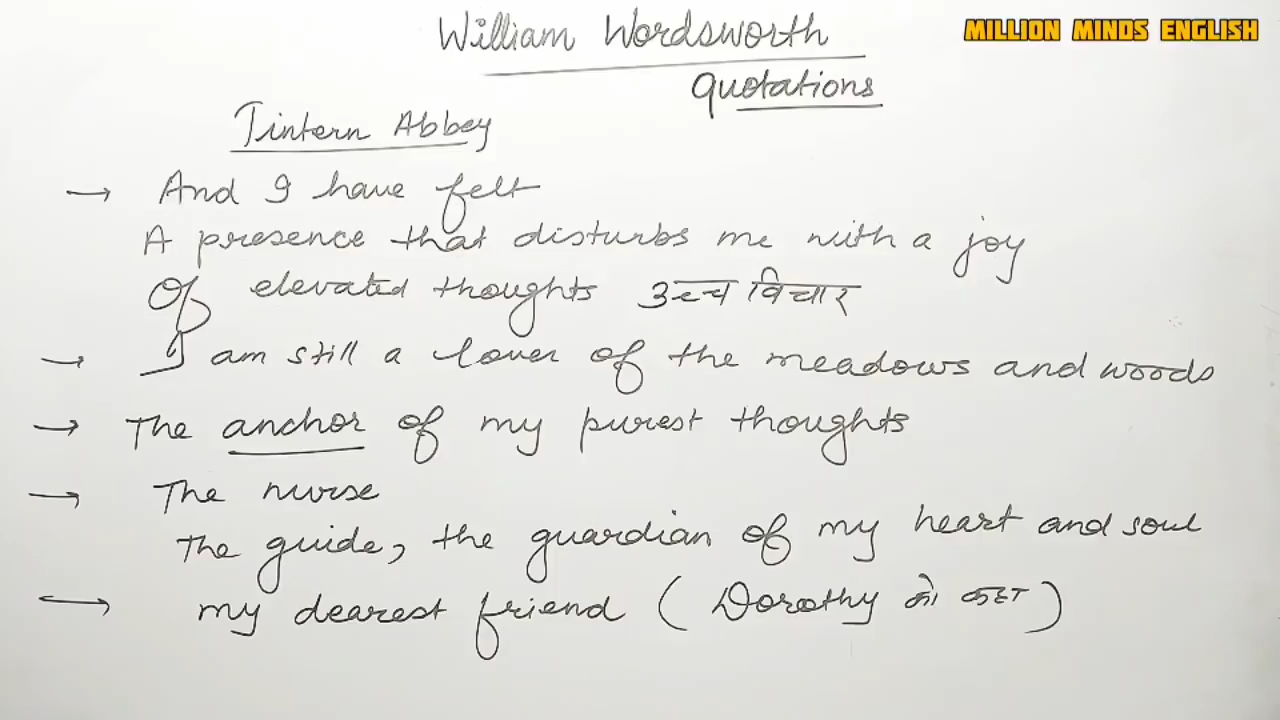 William Wordsworth
MILLION MINDS ENGLISH
Quotations
Tintern Abbey
→ And I have felt
A presence that disturbs me with a joy
Of elevated thoughts उच्च विचार
→ I am still a lover of the meadows and woods
→ The anchor of my purest thoughts
→ The nurse
The guide, the guardian of my heart and soul
→ my dearest friend (Dorothy को कहा)